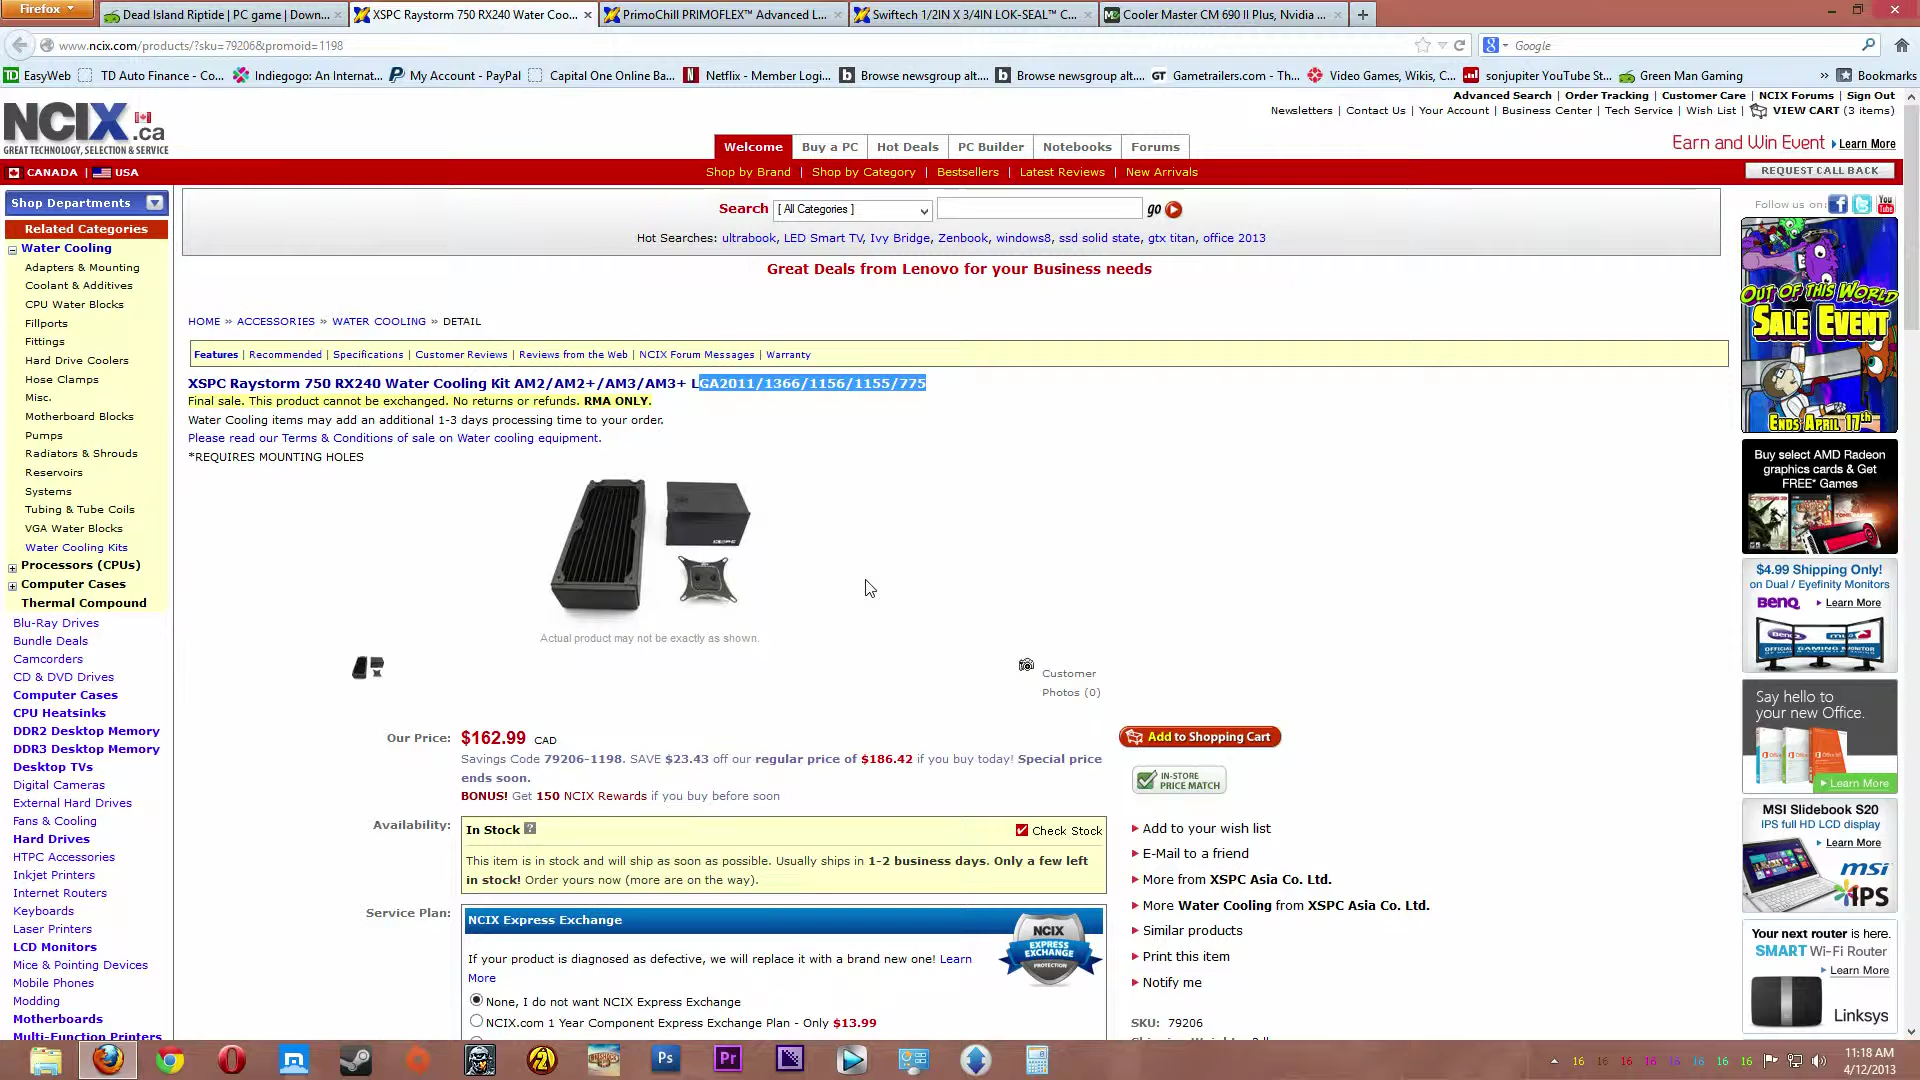 Firefox
Dead Island Riptide | PC game | Down...
XSPC Raystorm 750 RX240 Water Coo...
PrimoChill PRIMOFLEX™ Advanced L...
Swiftech 1/2IN X 3/4IN LOK-SEAL™ C...
Cooler Master CM 690 II Plus, Nvidia ...
www.ncix.com/products/?sku=79206&promoid=1198
Google
EasyWeb
TD Auto Finance - Co...
Indiegogo: An Internat...
My Account - PayPal
Capital One Online Ba...
Netflix - Member Logi...
Browse newsgroup alt....
Browse newsgroup alt....
Gametrailers.com - Th...
Video Games, Wikis, C...
sonjupiter YouTube St...
Green Man Gaming
Bookmarks
Advanced Search | Order Tracking | Customer Care | NCIX Forums | Sign Out
Newsletters | Contact Us | Your Account | Business Center | Tech Service | Wish List | VIEW CART (3 items)
NCIX.ca
GREAT TECHNOLOGY, SELECTION & SERVICE
Welcome
Buy a PC
Hot Deals
PC Builder
Notebooks
Forums
Earn and Win Event Learn More
CANADA | USA
Shop by Brand | Shop by Category | Bestsellers | Latest Reviews | New Arrivals
REQUEST CALL BACK
Shop Departments
Search [ All Categories ] go
Follow us on:
Hot Searches: ultrabook, LED Smart TV, Ivy Bridge, Zenbook, windows8, ssd solid state, gtx titan, office 2013
Great Deals from Lenovo for your Business needs
Related Categories
Water Cooling
Adapters & Mounting
Coolant & Additives
CPU Water Blocks
Fillports
Fittings
Hard Drive Coolers
Hose Clamps
Misc.
Motherboard Blocks
Pumps
Radiators & Shrouds
Reservoirs
Systems
Tubing & Tube Coils
VGA Water Blocks
Water Cooling Kits
Processors (CPUs)
Computer Cases
Thermal Compound
Blu-Ray Drives
Bundle Deals
Camcorders
CD & DVD Drives
Computer Cases
CPU Heatsinks
DDR2 Desktop Memory
DDR3 Desktop Memory
Desktop TVs
Digital Cameras
External Hard Drives
Fans & Cooling
Hard Drives
HTPC Accessories
Inkjet Printers
Internet Routers
Keyboards
Laser Printers
LCD Monitors
Mice & Pointing Devices
Mobile Phones
Modding
Motherboards
Multi-Function Printers
HOME » ACCESSORIES » WATER COOLING » DETAIL
Features | Recommended | Specifications | Customer Reviews | Reviews from the Web | NCIX Forum Messages | Warranty
XSPC Raystorm 750 RX240 Water Cooling Kit AM2/AM2+/AM3/AM3+ LGA2011/1366/1156/1155/775
Final sale. This product cannot be exchanged. No returns or refunds. RMA ONLY.
Water Cooling items may add an additional 1-3 days processing time to your order.
Please read our Terms & Conditions of sale on Water cooling equipment.
*REQUIRES MOUNTING HOLES
Actual product may not be exactly as shown.
Customer
Photos (0)
Our Price: $162.99 CAD
Savings Code 79206-1198. SAVE $23.43 off our regular price of $186.42 if you buy today! Special price
ends soon.
BONUS! Get 150 NCIX Rewards if you buy before soon
Availability: In Stock ? Check Stock
This item is in stock and will ship as soon as possible. Usually ships in 1-2 business days. Only a few left
in stock! Order yours now (more are on the way).
Service Plan: NCIX Express Exchange
If your product is diagnosed as defective, we will replace it with a brand new one! Learn
More
NCIX
EXPRESS
EXCHANGE
PROTECTION
None, I do not want NCIX Express Exchange
NCIX.com 1 Year Component Express Exchange Plan - Only $13.99
Add to Shopping Cart
IN-STORE
PRICE MATCH
Add to your wish list
E-Mail to a friend
More from XSPC Asia Co. Ltd.
More Water Cooling from XSPC Asia Co. Ltd.
Similar products
Print this item
Notify me
SKU: 79206
OUT OF THIS WORLD
SALE EVENT
ENDS APRIL 17th
Buy select AMD Radeon
graphics cards & Get
FREE* Games
$4.99 Shipping Only!
on Dual / Eyefinity Monitors
BENQ Learn More
Say hello to
your new Office.
Learn More
MSI Slidebook S20
IPS full HD LCD display
Learn More
msi
IPS
Your next router is here.
SMART Wi-Fi Router
Learn More
Linksys
Ps
Pr
16 16 16 16 16 16 16 16
11:18 AM
4/12/2013